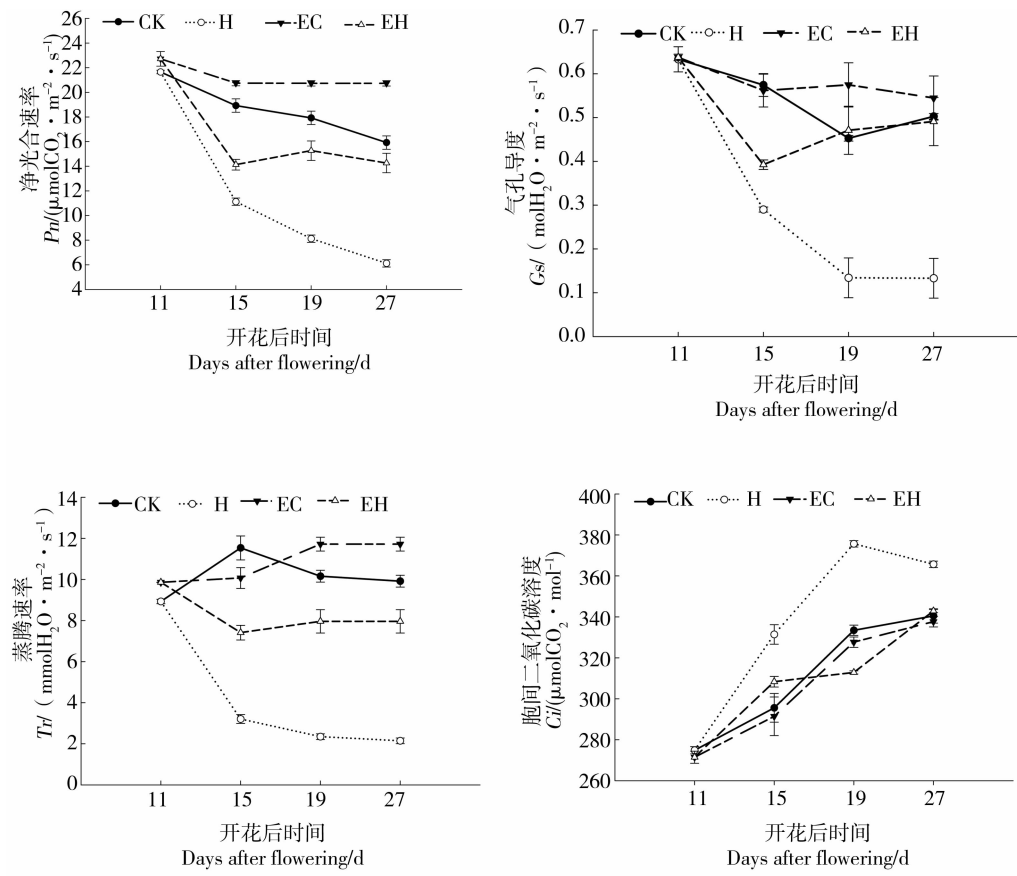 CK H EC EH
26
24
22
20
18
16
14
12
10
8
6
4
净光合速率
Pn/(μmolCO2・m−2・s−1)
11 15 19 27
开花后时间
Days after flowering/d
CK H EC EH
0.7
0.6
0.5
0.4
0.3
0.2
0.1
0.0
气孔导度
Gs/（molH2O・m−2・s−1)
11 15 19 27
开花后时间
Days after flowering/d
CK H EC EH
14
12
10
8
6
4
2
0
蒸腾速率
Tr/（mmolH2O・m−2・s−1)
11 15 19 27
开花后时间
Days after flowering/d
CK H EC EH
400
380
360
340
320
300
280
260
胞间二氧化碳溶度
Ci/(μmolCO2・mol−1)
11 15 19 27
开花后时间
Days after flowering/d